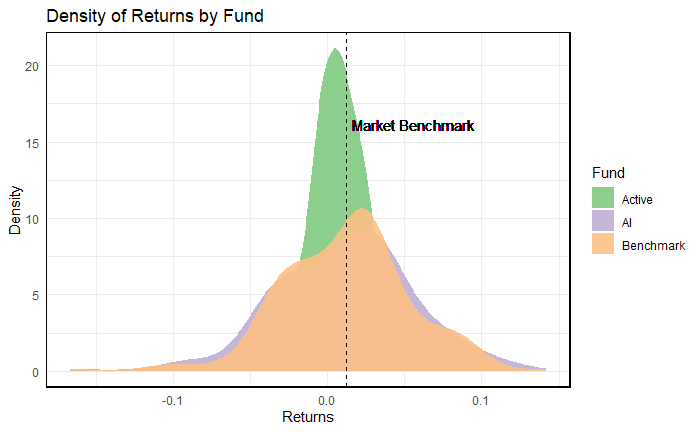 Density of Returns by Fund
20
15
10
5
0
Density
Market Benchmark
-0.1
0.0
0.1
Returns
Fund
Active
AI
Benchmark